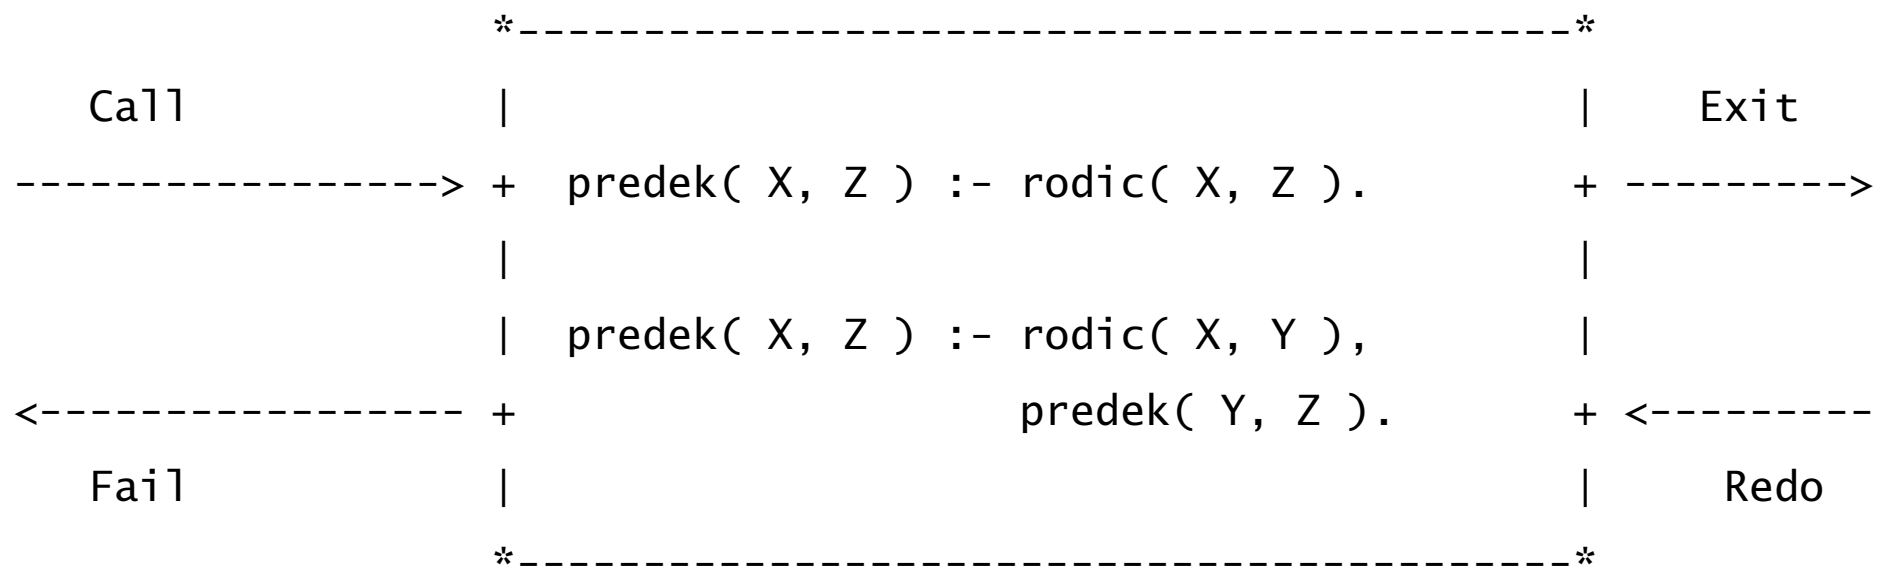 *------------------------------------------*
Call | | Exit
-----------------> + predek( X, Z ) :- rodic( X, Z ). + --------->
| |
| predek( X, Z ) :- rodic( X, Y ), |
<----------------- + predek( Y, Z ). + <---------
Fail | | Redo
*------------------------------------------*